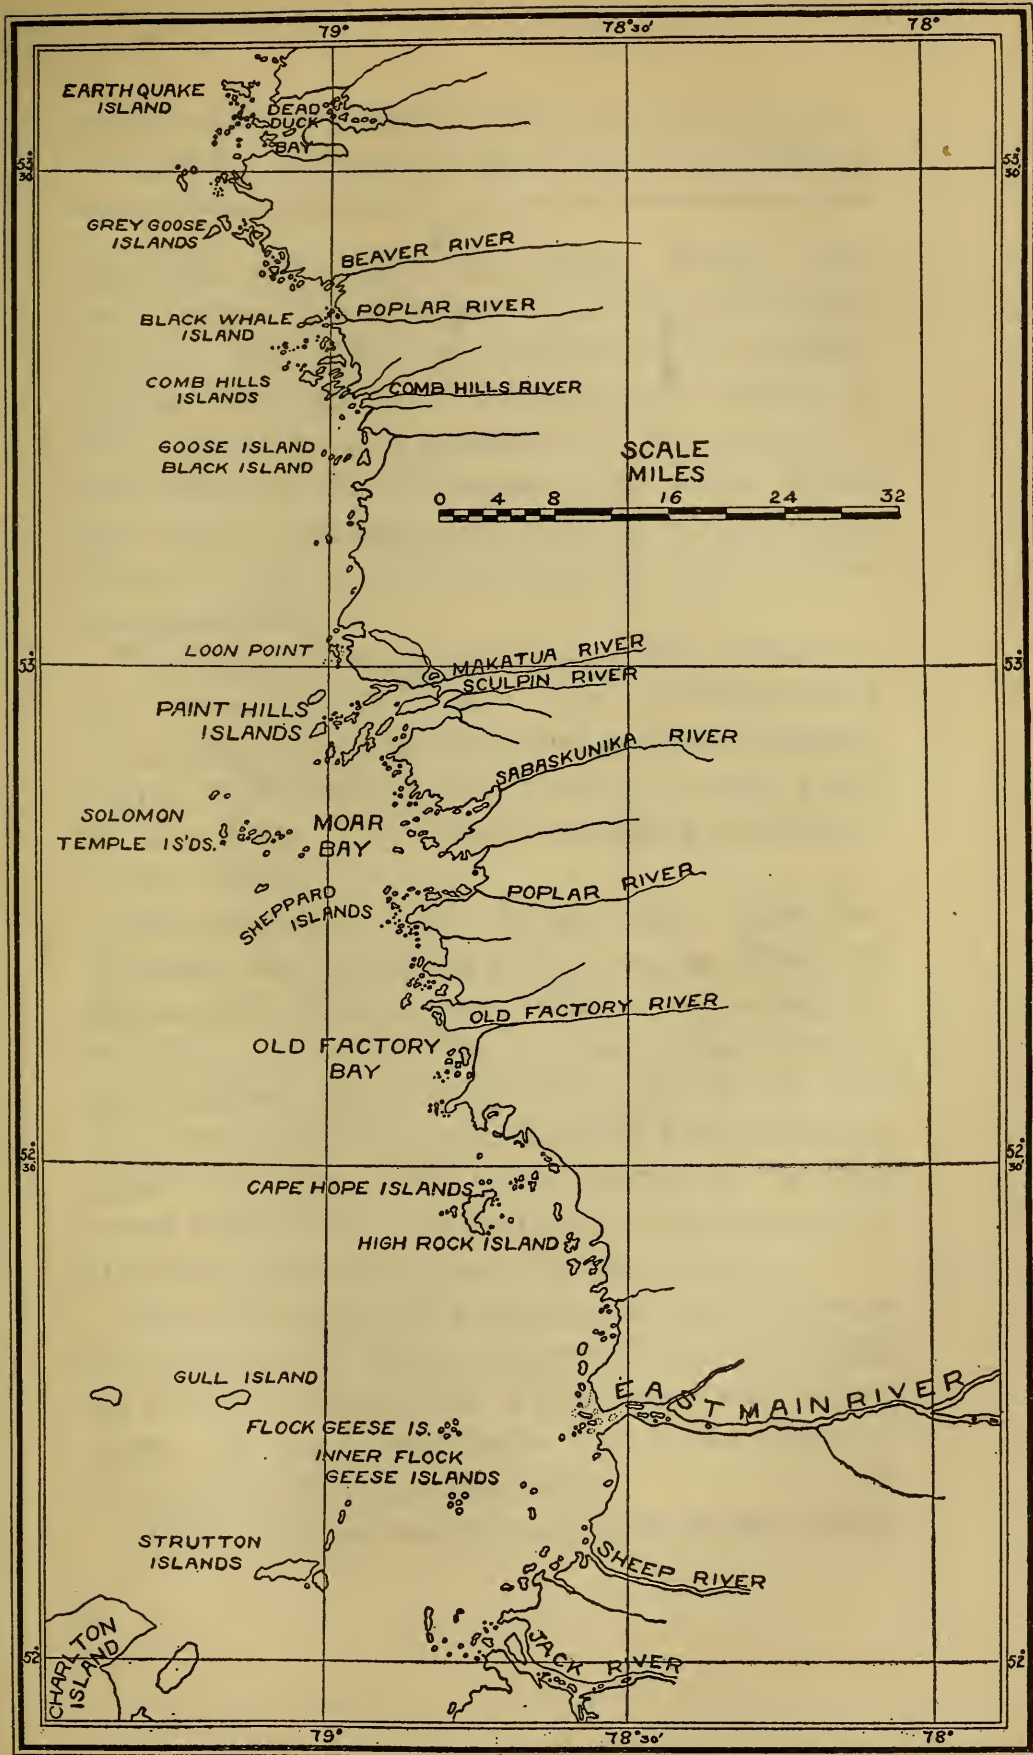 79° 78°30' 78°
EARTHQUAKE
ISLAND
DEAD
DUCK
BAY
53° 30' 53° 30'
GREY GOOSE
ISLANDS
BEAVER RIVER
POPLAR RIVER
BLACK WHALE
ISLAND
COMB HILLS
ISLANDS
COMB HILLS RIVER
GOOSE ISLAND
BLACK ISLAND
SCALE
MILES
0 4 8 16 24 32
LOON POINT
53° 53°
MAKATUA RIVER
SCULPIN RIVER
PAINT HILLS
ISLANDS
SABASKUNIKA RIVER
SOLOMON
TEMPLE IS'DS.
MOAR
BAY
SHEPPARD
ISLANDS
POPLAR RIVER
OLD FACTORY RIVER
OLD FACTORY
BAY
52° 30' 52° 30'
CAPE HOPE ISLANDS
HIGH ROCK ISLAND
GULL ISLAND
EAST MAIN RIVER
FLOCK GEESE IS.
INNER FLOCK
GEESE ISLANDS
STRUTTON
ISLANDS
SHEEP RIVER
CHARLTON
ISLAND
JACK RIVER
52° 52°
79° 78°30' 78°